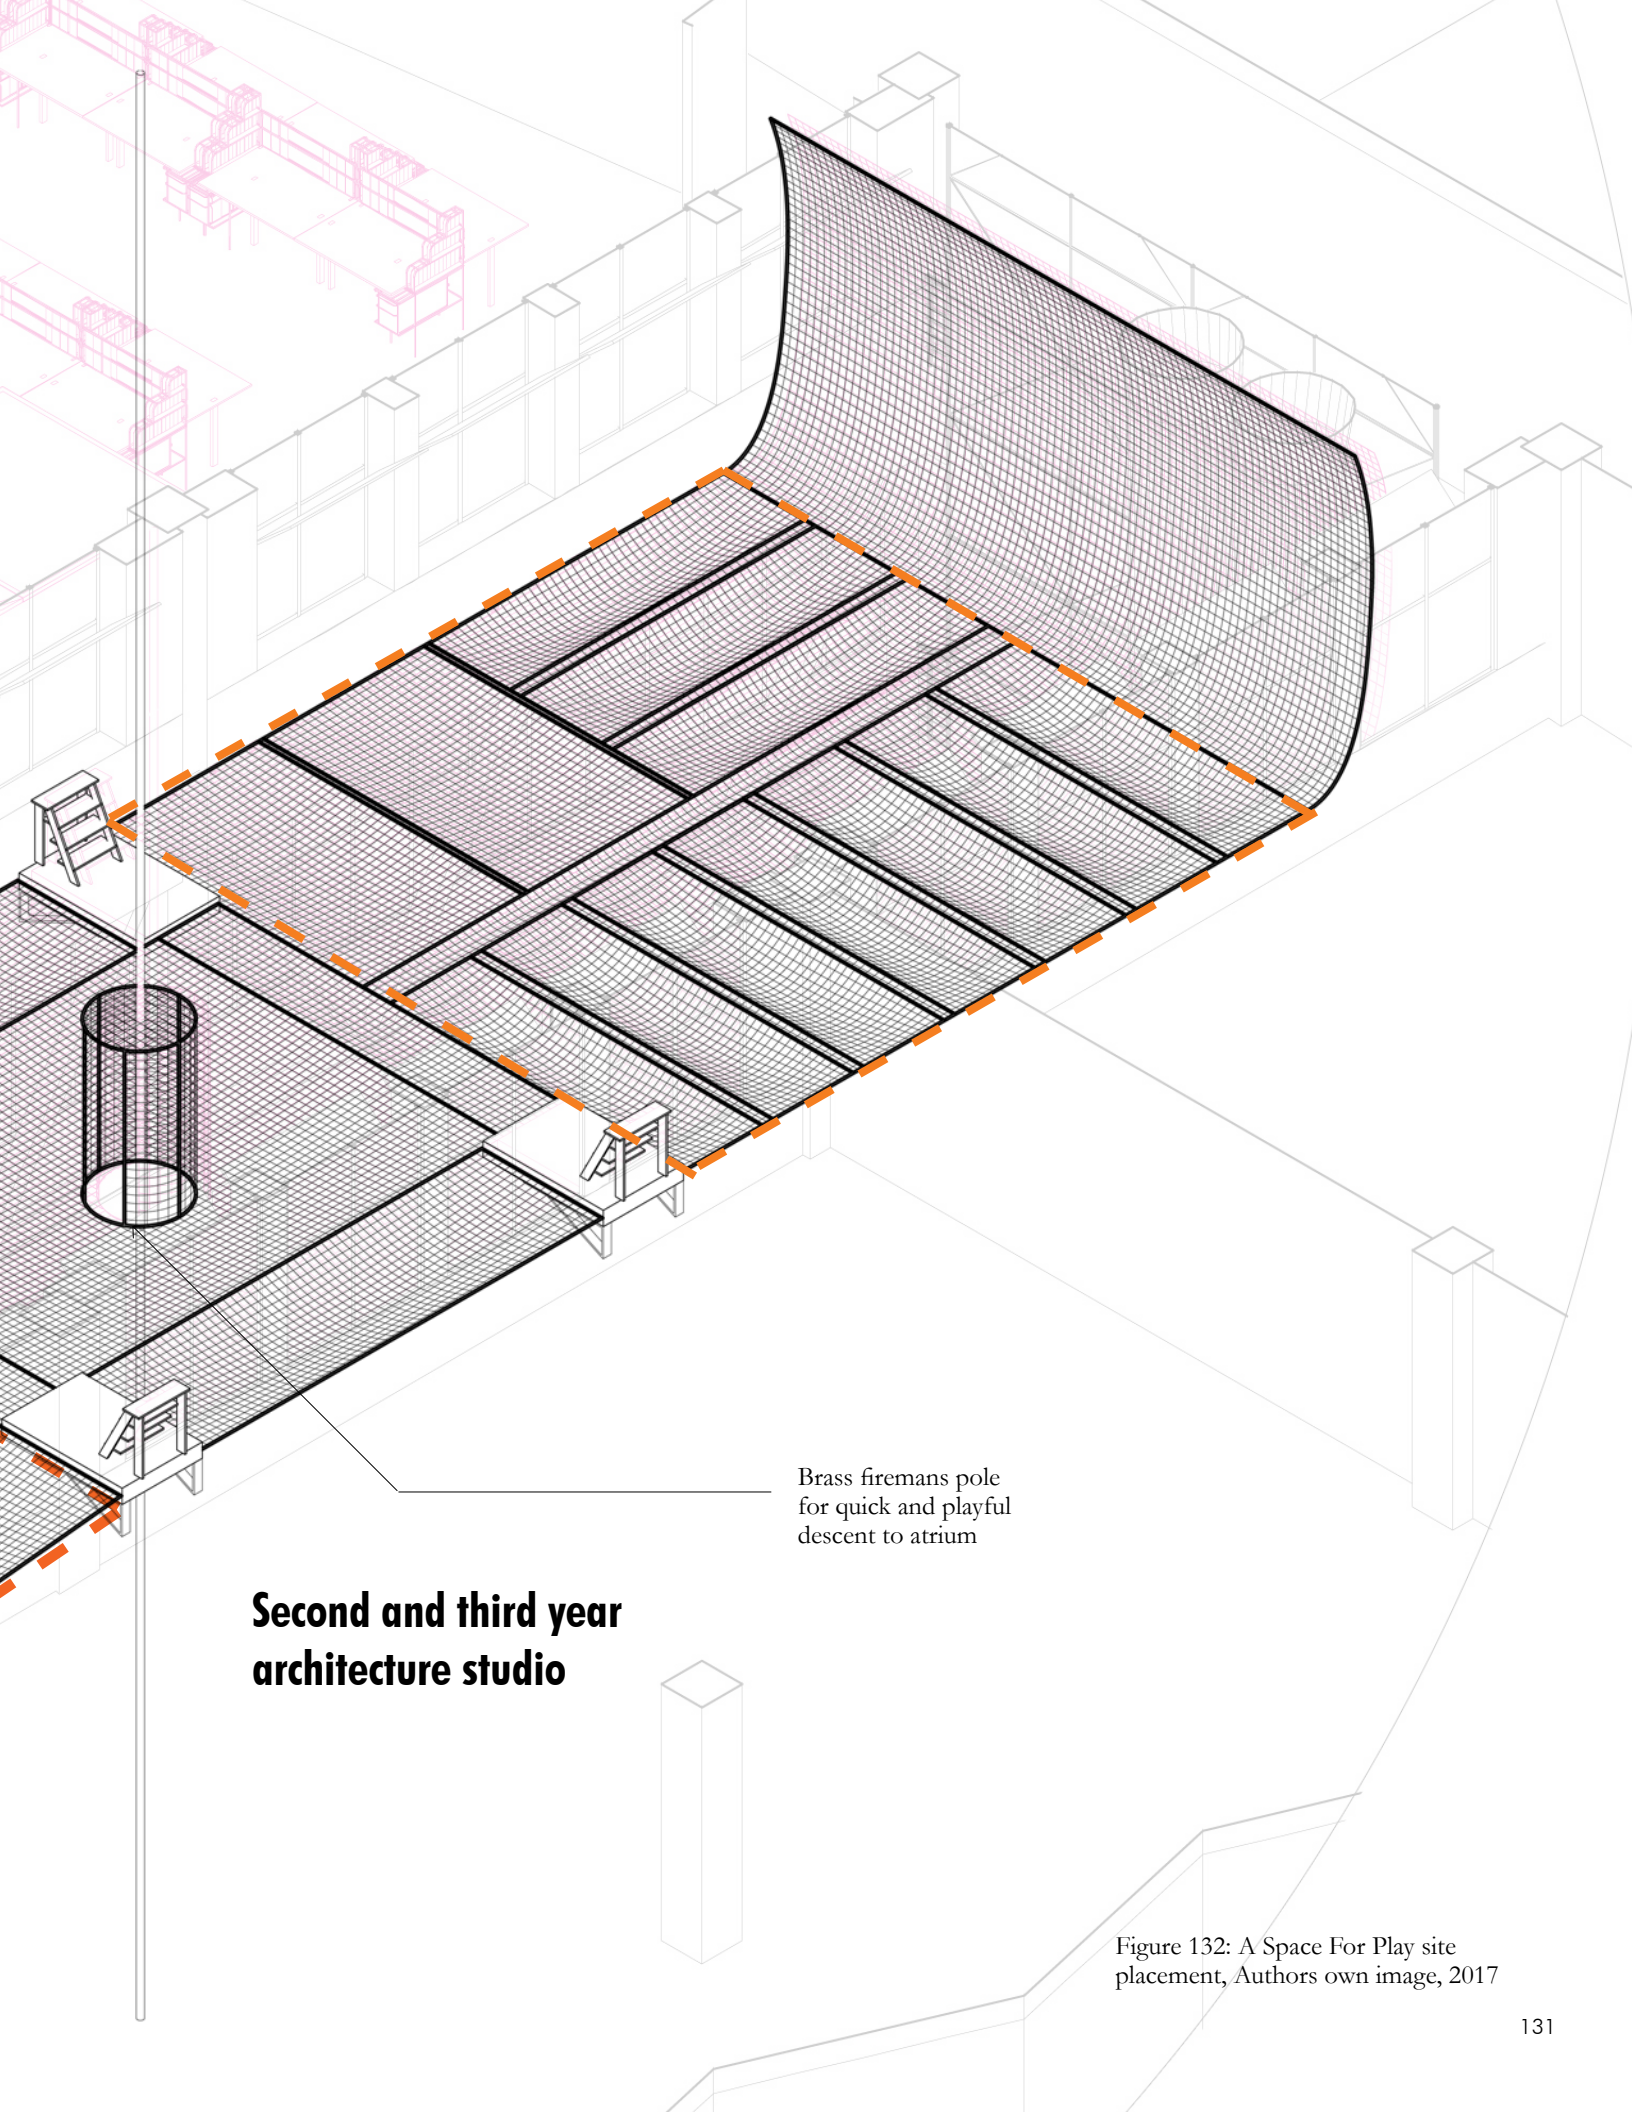 Brass firemans pole
for quick and playful
descent to atrium
Second and third year
architecture studio
Figure 132: A Space For Play site
placement, Authors own image, 2017
131